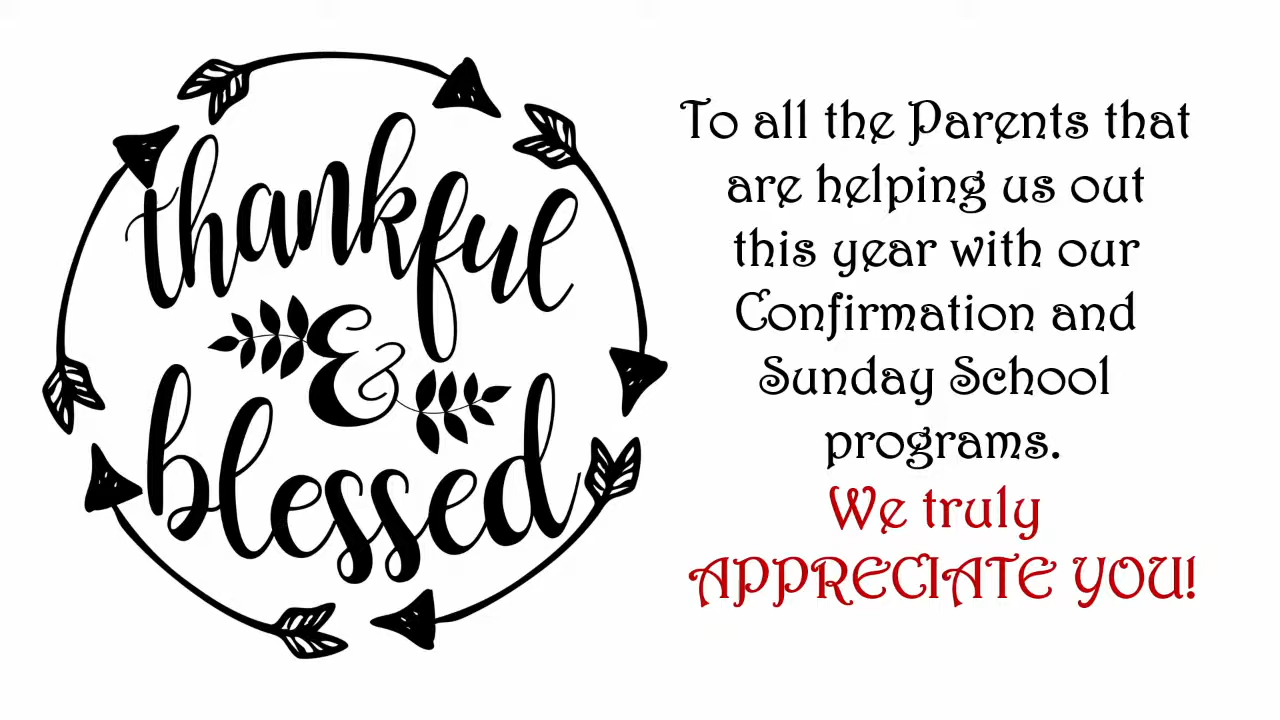 thankful
&
blessed
To all the Parents that
are helping us out
this year with our
Confirmation and
Sunday School
programs.
We truly
APPRECIATE YOU!